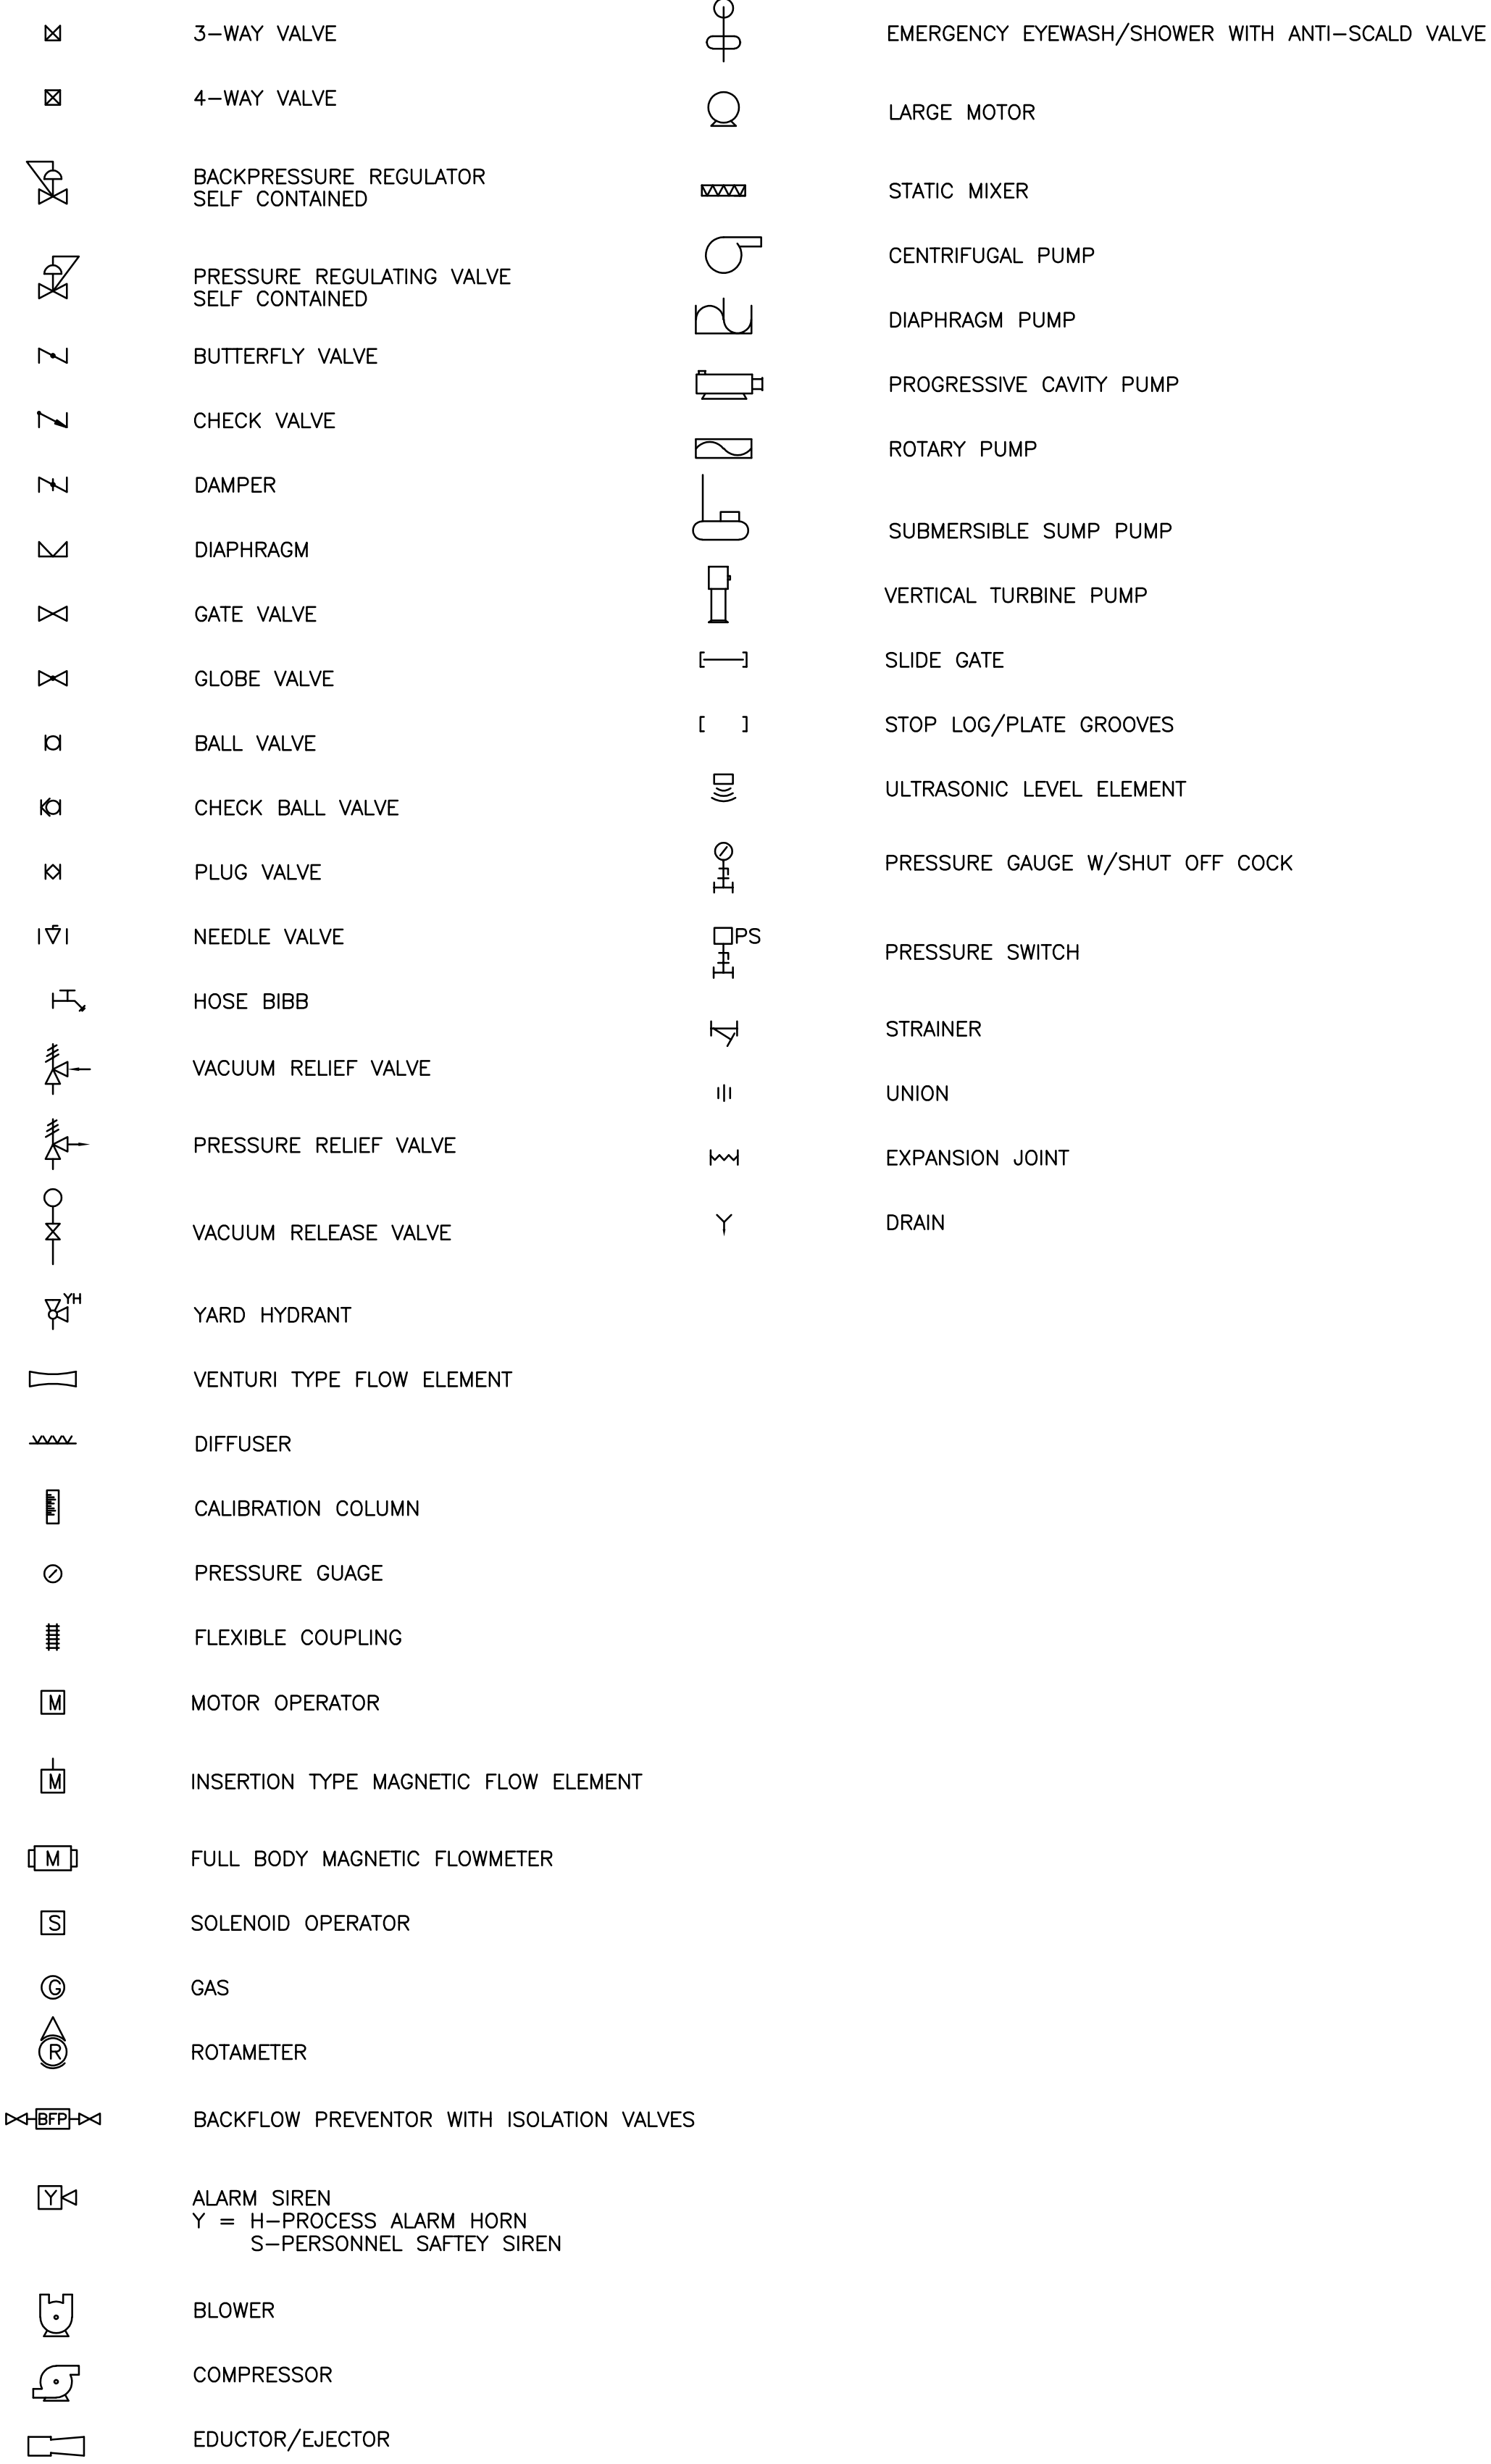 3-WAY VALVE
4-WAY VALVE
BACKPRESSURE REGULATOR
SELF CONTAINED
PRESSURE REGULATING VALVE
SELF CONTAINED
BUTTERFLY VALVE
CHECK VALVE
DAMPER
DIAPHRAGM
GATE VALVE
GLOBE VALVE
BALL VALVE
CHECK BALL VALVE
PLUG VALVE
NEEDLE VALVE
HOSE BIBB
VACUUM RELIEF VALVE
PRESSURE RELIEF VALVE
VACUUM RELEASE VALVE
YH
YARD HYDRANT
VENTURI TYPE FLOW ELEMENT
DIFFUSER
CALIBRATION COLUMN
PRESSURE GUAGE
FLEXIBLE COUPLING
M MOTOR OPERATOR
M INSERTION TYPE MAGNETIC FLOW ELEMENT
M FULL BODY MAGNETIC FLOWMETER
S SOLENOID OPERATOR
G GAS
R ROTAMETER
BFP BACKFLOW PREVENTOR WITH ISOLATION VALVES
Y ALARM SIREN
Y = H-PROCESS ALARM HORN
S-PERSONNEL SAFTEY SIREN
BLOWER
COMPRESSOR
EDUCTOR/EJECTOR
EMERGENCY EYEWASH/SHOWER WITH ANTI-SCALD VALVE
LARGE MOTOR
STATIC MIXER
CENTRIFUGAL PUMP
DIAPHRAGM PUMP
PROGRESSIVE CAVITY PUMP
ROTARY PUMP
SUBMERSIBLE SUMP PUMP
VERTICAL TURBINE PUMP
SLIDE GATE
STOP LOG/PLATE GROOVES
ULTRASONIC LEVEL ELEMENT
PRESSURE GAUGE W/SHUT OFF COCK
PS
PRESSURE SWITCH
STRAINER
UNION
EXPANSION JOINT
DRAIN